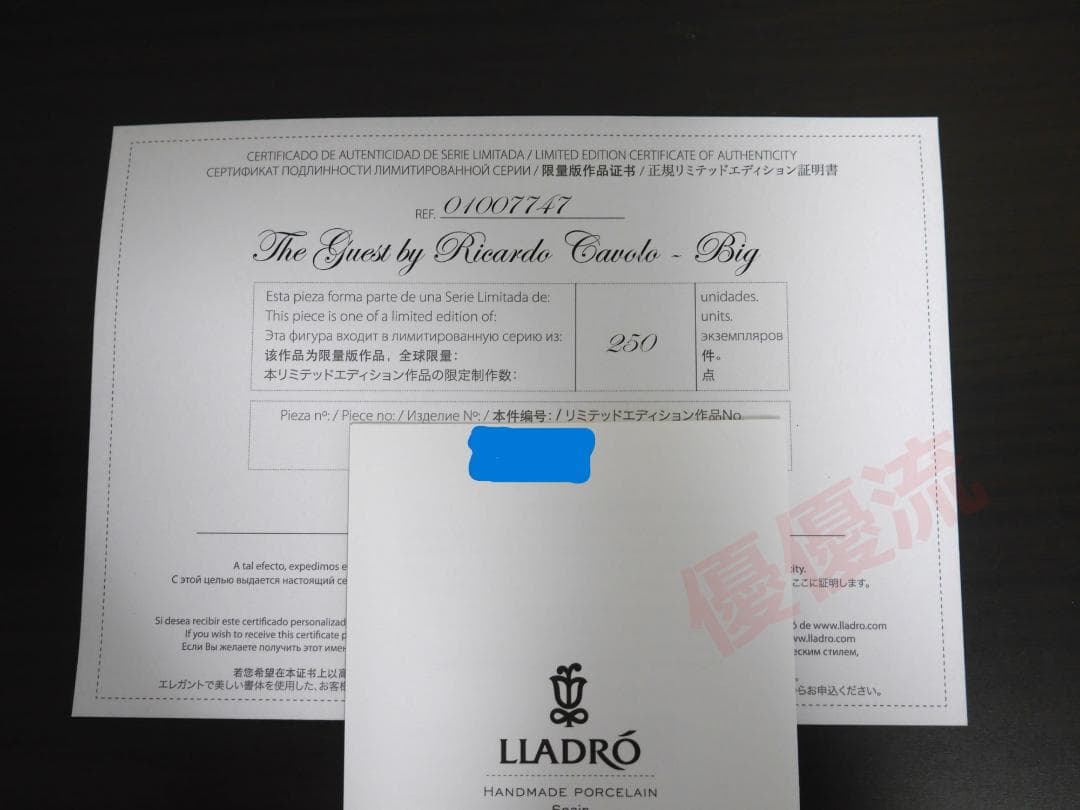 CERTIFICADO DE AUTENTICIDAD DE SERIE LIMITADA / LIMITED EDITION CERTIFICATE OF AUTHENTICITY
СЕРТИФИКАТ ПОДЛИННОСТИ ЛИМИТИРОВАННОЙ СЕРИИ / 限量版作品证书 / 正規リミテッドエディション証明書
REF. 01007747
The Guest by Ricardo Cavolo - Big
Esta pieza forma parte de una Serie Limitada de:
This piece is one of a limited edition of:
Эта фигура входит в лимитированную серию из:
该作品为限量版作品，全球限量：
本リミテッドエディション作品の限定制作数：
250
unidades.
units.
экземпляров
件。
点
Pieza nº: / Piece no: / Изделие №: / 本件编号: / リミテッドエディション作品No.
A tal efecto, expedimos
С этой целью выдается настоящий
ここに証明します。
Si desea recibir este certificado personalizad
ó de www.lladro.com
If you wish to receive this certificate
ww.lladro.com
Если Вы желаете получить этот
еским стилем,
若您希望在本证书上以
エレガントで美しい書体を使用した、お客様
らお申込ください。
LLADRÓ
HANDMADE PORCELAIN
Spain
優優流